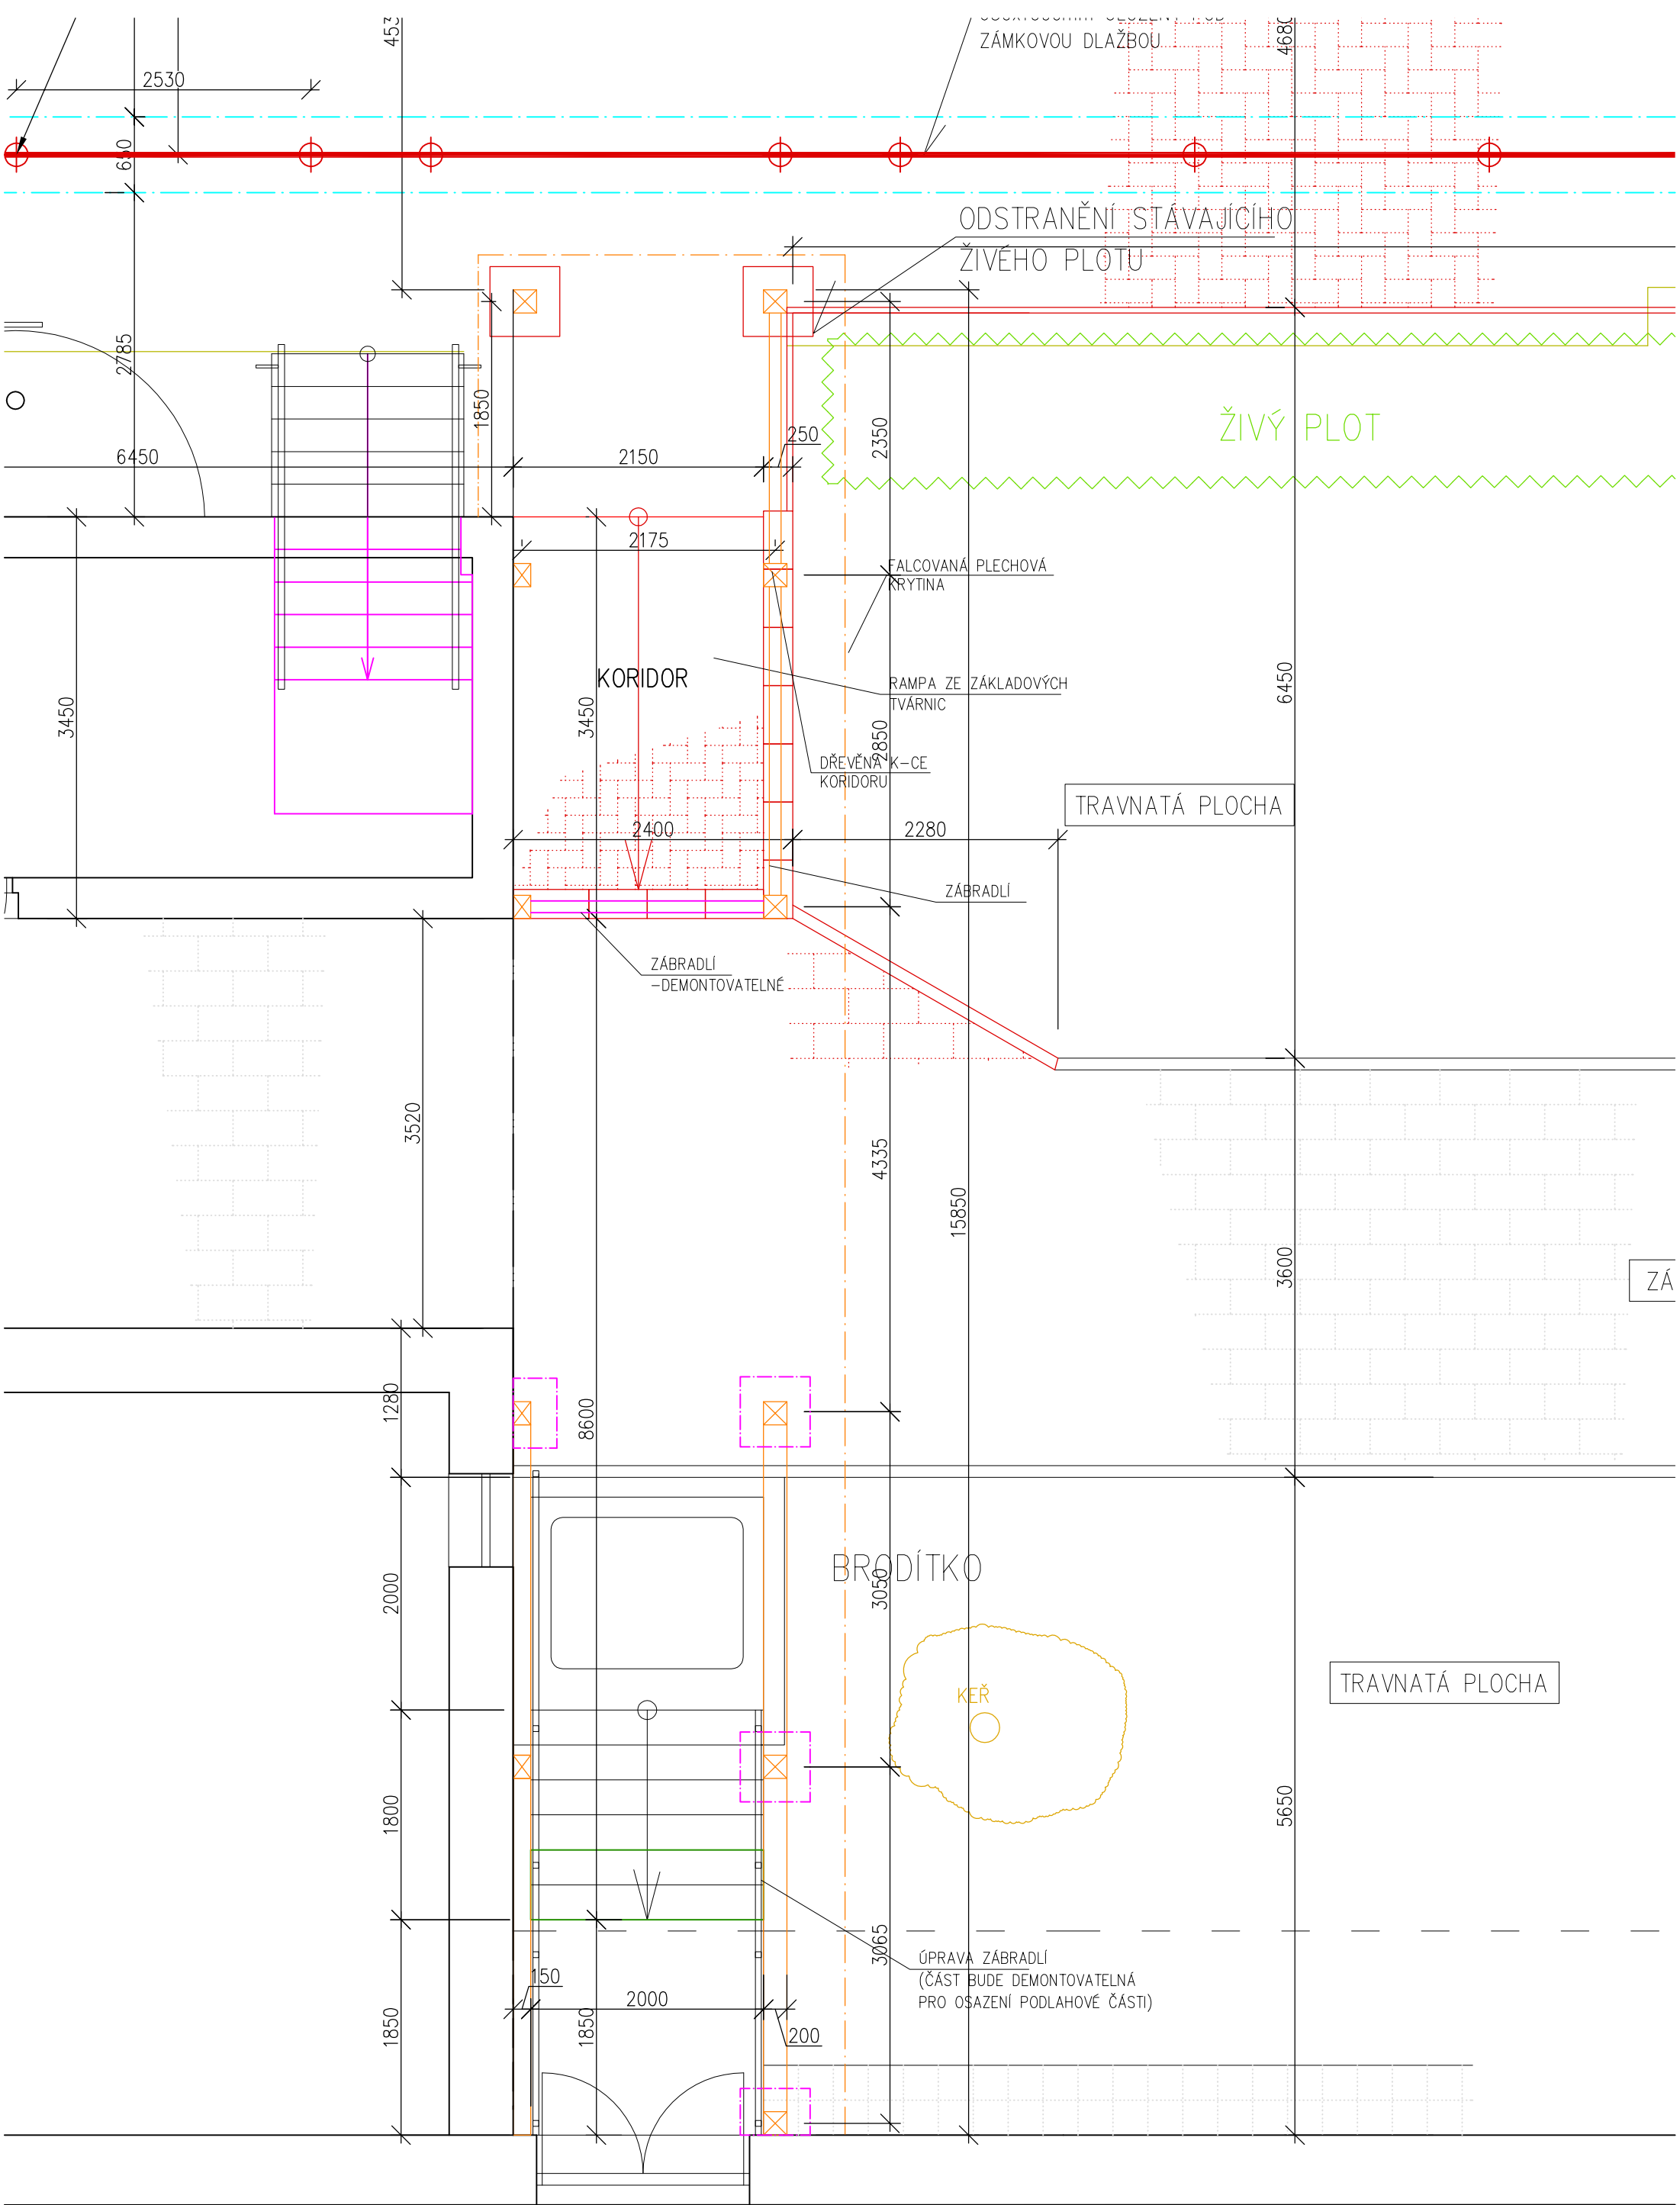 453
4680
ZÁMKOVOU DLAŽBOU
2530
650
ODSTRANĚNÍ STÁVAJÍCÍHO
ŽIVÉHO PLOTU
2785
1850
2350
ŽIVÝ PLOT
250
6450
2150
2175
FALCOVANÁ PLECHOVÁ
KRYTINA
KORIDOR
RAMPA ZE ZÁKLADOVÝCH
TVÁRNIC
6450
3450
3450
2850
DŘEVĚNÁ K-CE
KORIDORU
TRAVNATÁ PLOCHA
2400
2280
ZÁBRADLÍ
ZÁBRADLÍ
-DEMONTOVATELNÉ
3520
4335
15850
3600
ZÁ
1280
8600
BRODÍTKO
2000
3050
KEŘ
TRAVNATÁ PLOCHA
1800
5650
3065
ÚPRAVA ZÁBRADLÍ
(ČÁST BUDE DEMONTOVATELNÁ
PRO OSAZENÍ PODLAHOVÉ ČÁSTI)
150
2000
200
1850
1850